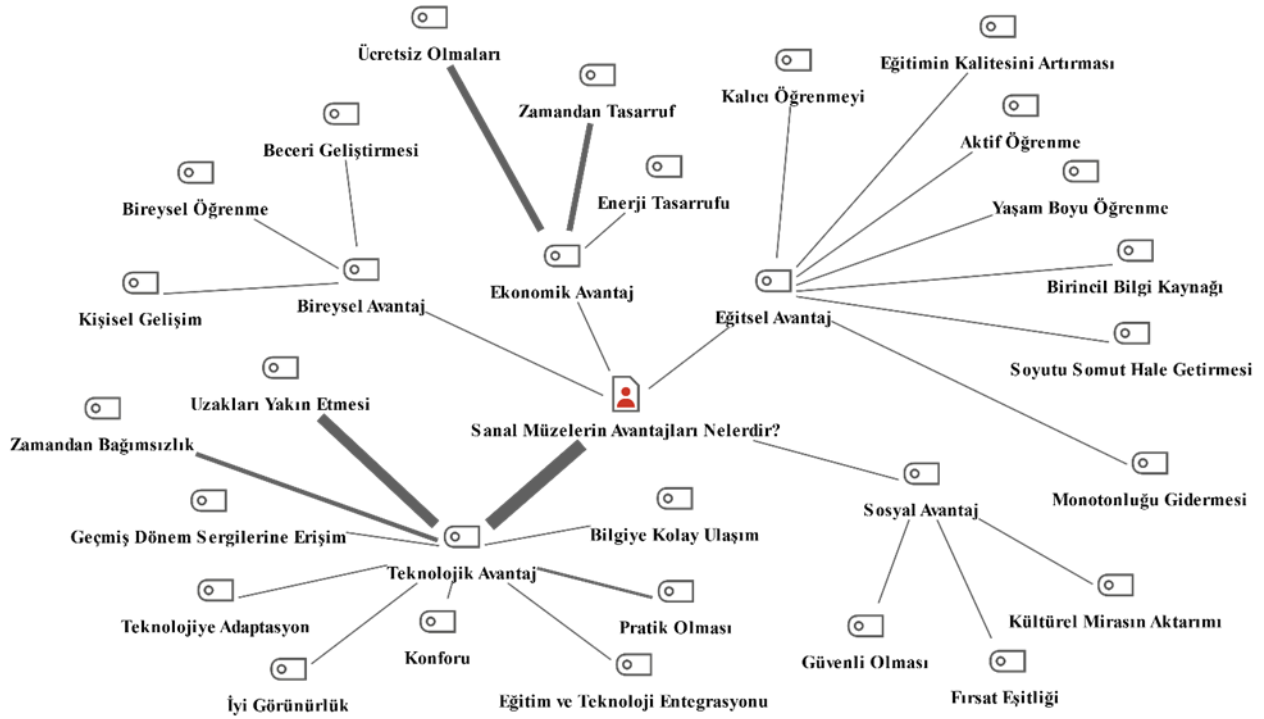 Ücretsiz Olmaları
Eğitimin Kalitesini Artırması
Kalıcı Öğrenmeyi
Zamandan Tasarruf
Beceri Geliştirmesi
Aktif Öğrenme
Bireysel Öğrenme
Enerji Tasarrufu
Yaşam Boyu Öğrenme
Kişisel Gelişim
Bireysel Avantaj
Ekonomik Avantaj
Eğitsel Avantaj
Birincil Bilgi Kaynağı
Soyutu Somut Hale Getirmesi
Uzakları Yakın Etmesi
Sanal Müzelerin Avantajları Nelerdir?
Zamandan Bağımsızlık
Monotonluğu Gidermesi
Sosyal Avantaj
Geçmiş Dönem Sergilerine Erişim
Bilgiye Kolay Ulaşım
Teknolojik Avantaj
Teknolojiye Adaptasyon
Pratik Olması
Kültürel Mirasın Aktarımı
Konforu
Güvenli Olması
İyi Görünürlük
Eğitim ve Teknoloji Entegrasyonu
Fırsat Eşitliği